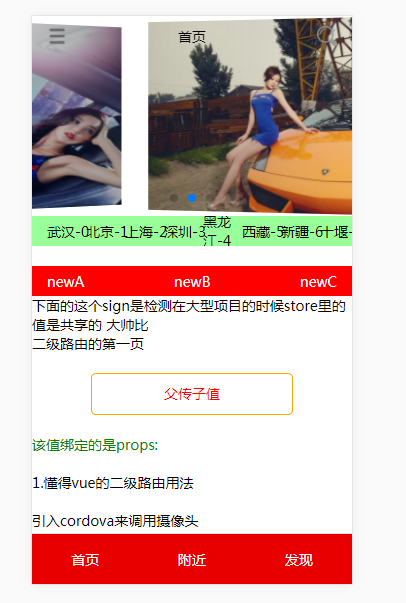 首页
武汉-0北京-1上海-2深圳-3黑龙江-4西藏-5新疆-6十堰-
newA newB newC
下面的这个sign是检测在大型项目的时候store里的
值是共享的 大帅比
二级路由的第一页
父传子值
该值绑定的是props:
1.懂得vue的二级路由用法
引入cordova来调用摄像头
首页 附近 发现